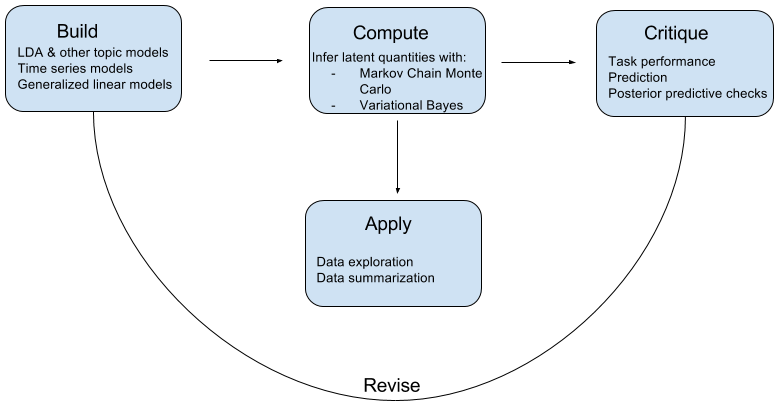 Build
LDA & other topic models
Time series models
Generalized linear models
Compute
Infer latent quantities with:
- Markov Chain Monte
Carlo
- Variational Bayes
Critique
Task performance
Prediction
Posterior predictive checks
Apply
Data exploration
Data summarization
Revise